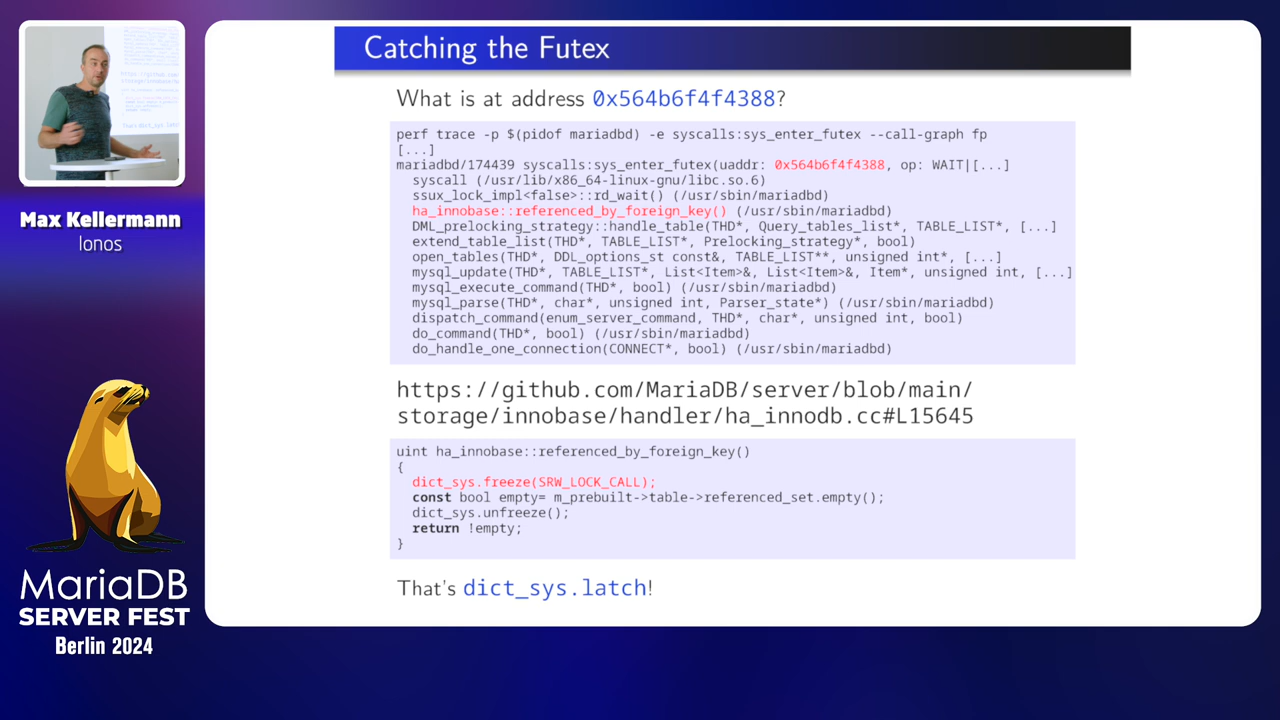 Catching the Futex
What is at address 0x564b6f4f4388?
perf trace -p $(pidof mariadbd) -e syscalls:sys_enter_futex --call-graph fp
[...]
mariadbd/174439 syscalls:sys_enter_futex(uaddr: 0x564b6f4f4388, op: WAIT|[...]
syscall (/usr/lib/x86_64-linux-gnu/libc.so.6)
ssux_lock_impl<false>::rd_wait() (/usr/sbin/mariadbd)
ha_innobase::referenced_by_foreign_key() (/usr/sbin/mariadbd)
DML_prelocking_strategy::handle_table(THD*, Query_tables_list*, TABLE_LIST*, [...]
extend_table_list(THD*, TABLE_LIST*, Prelocking_strategy*, bool)
open_tables(THD*, DDL_options_st const&, TABLE_LIST**, unsigned int*, [...]
mysql_update(THD*, TABLE_LIST*, List<Item>&, List<Item>&, Item*, unsigned int, [...]
mysql_execute_command(THD*, bool) (/usr/sbin/mariadbd)
mysql_parse(THD*, char*, unsigned int, Parser_state*) (/usr/sbin/mariadbd)
dispatch_command(enum_server_command, THD*, char*, unsigned int, bool)
do_command(THD*, bool) (/usr/sbin/mariadbd)
do_handle_one_connection(CONNECT*, bool) (/usr/sbin/mariadbd)
https://github.com/MariaDB/server/blob/main/
storage/innobase/handler/ha_innodb.cc#L15645
uint ha_innobase::referenced_by_foreign_key()
{
dict_sys.freeze(SRW_LOCK_CALL);
const bool empty= m_prebuilt->table->referenced_set.empty();
dict_sys.unfreeze();
return !empty;
}
That's dict_sys.latch!
Max Kellermann
Ionos
MariaDB
SERVER FEST
Berlin 2024